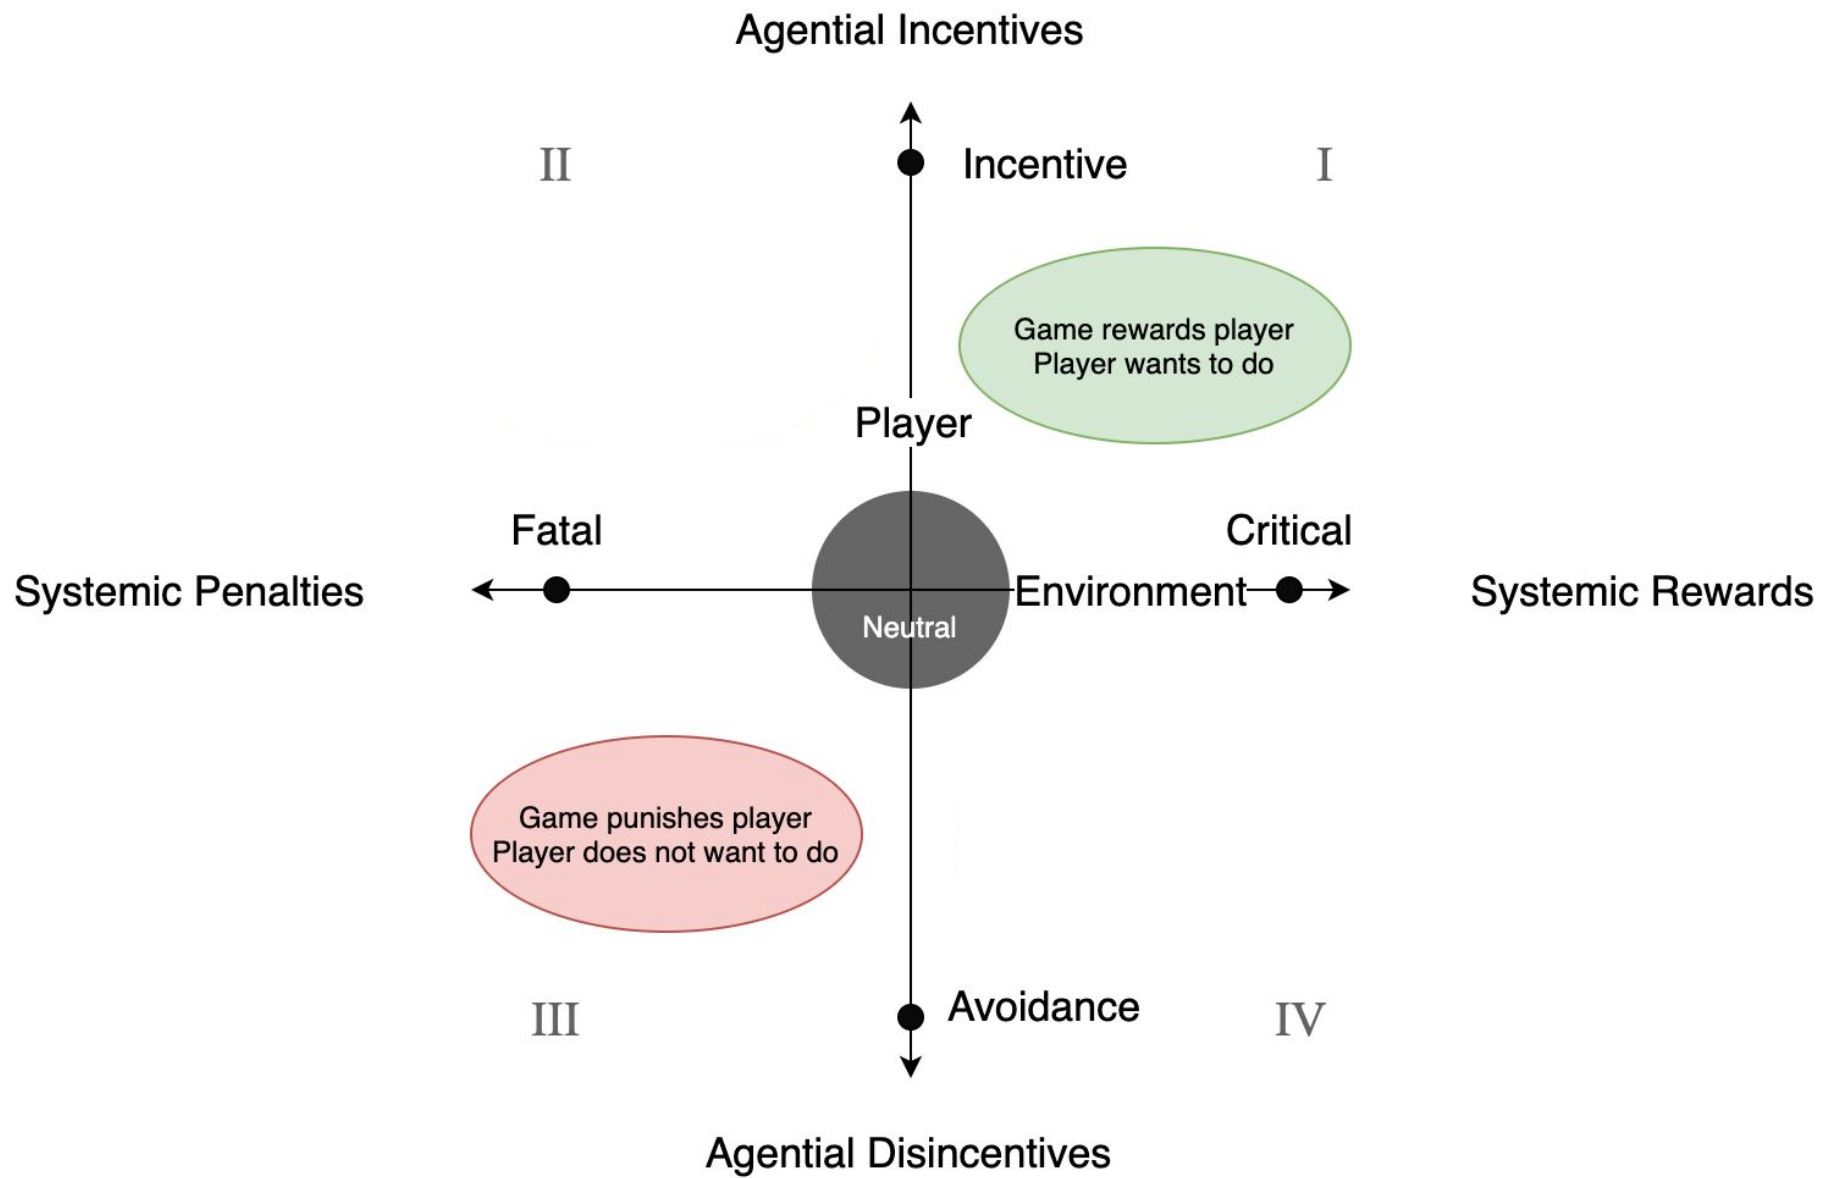 Agential Incentives
II
Incentive
I
Game rewards player
Player wants to do
Player
Fatal
Critical
Systemic Penalties
Environment
Systemic Rewards
Neutral
Game punishes player
Player does not want to do
III
Avoidance
IV
Agential Disincentives